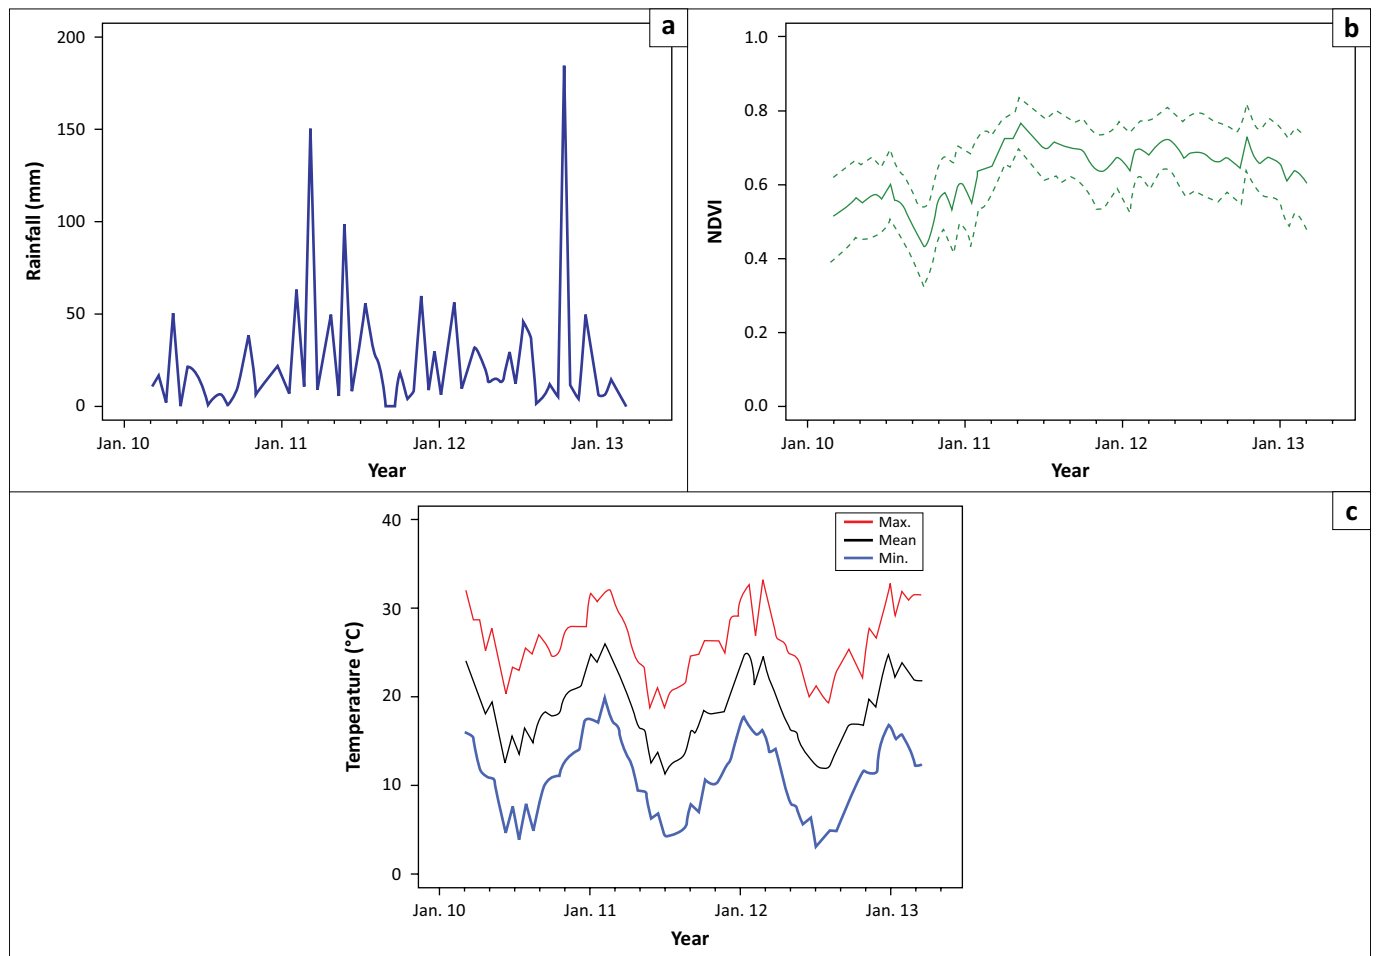 a
200
150
100
50
0
Rainfall (mm)
Jan. 10 Jan. 11 Jan. 12 Jan. 13
Year
b
1.0
0.8
0.6
0.4
0.2
0.0
NDVI
Jan. 10 Jan. 11 Jan. 12 Jan. 13
Year
c
40
30
20
10
0
Temperature (°C)
Max.
Mean
Min.
Jan. 10 Jan. 11 Jan. 12 Jan. 13
Year